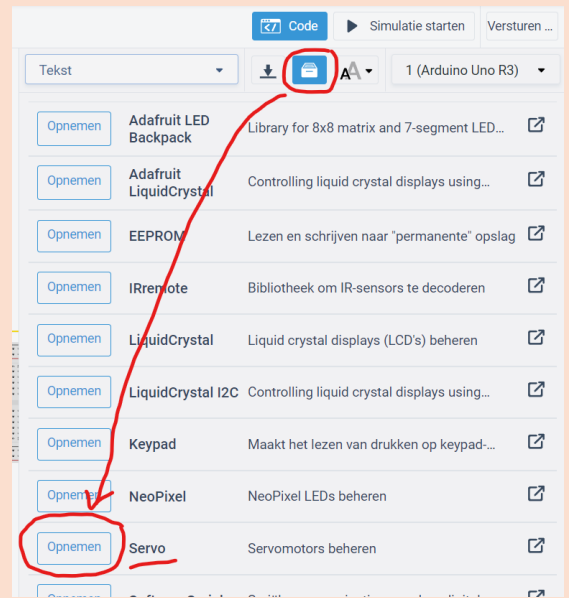 Code
Simulatie starten
Versturen ...
Tekst
AA
1 (Arduino Uno R3)
Opnemen Adafruit LED Backpack Library for 8x8 matrix and 7-segment LED...
Opnemen Adafruit LiquidCrystal Controlling liquid crystal displays using...
Opnemen EEPROM Lezen en schrijven naar "permanente" opslag
Opnemen IRremote Bibliotheek om IR-sensors te decoderen
Opnemen LiquidCrystal Liquid crystal displays (LCD's) beheren
Opnemen LiquidCrystal I2C Controlling liquid crystal displays using...
Opnemen Keypad Maakt het lezen van drukken op keypad-...
Opnemen NeoPixel NeoPixel LEDs beheren
Opnemen Servo Servomotors beheren